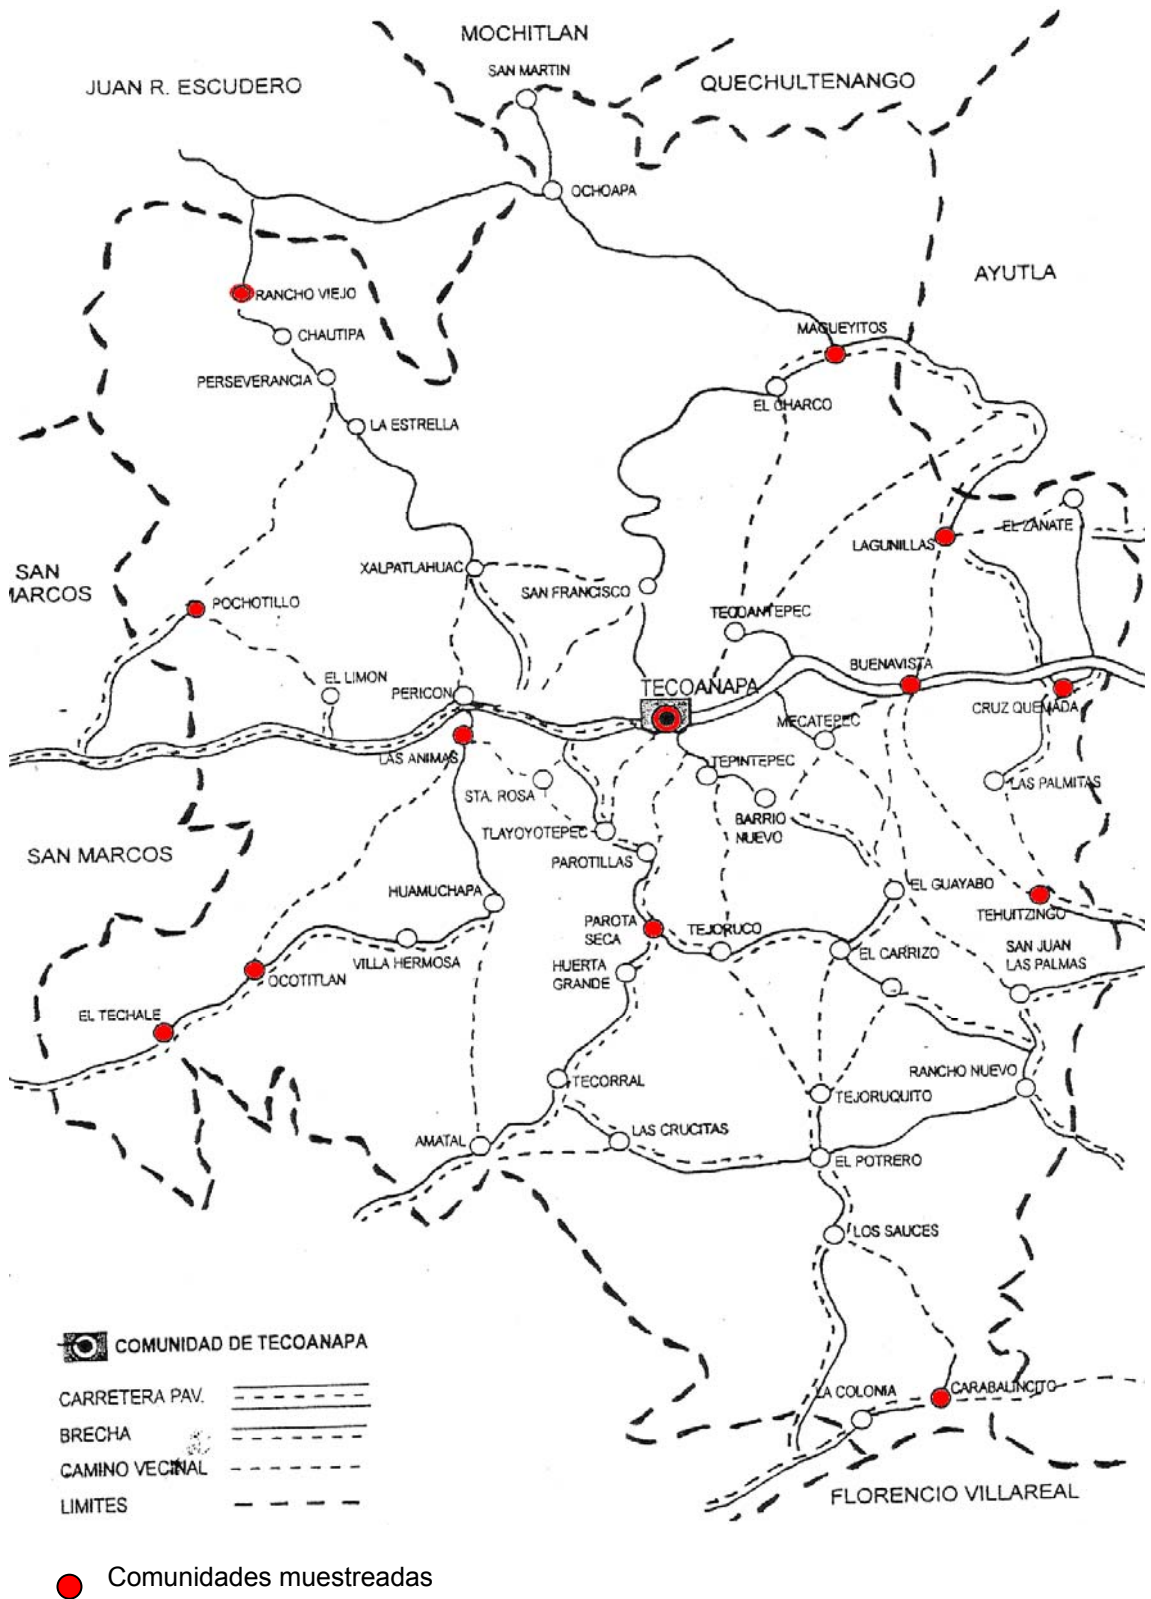 MOCHITLAN
SAN MARTIN
JUAN R. ESCUDERO
QUECHULTENANGO
OCHOAPA
AYUTLA
RANCHO VIEJO
MAGUEYITOS
CHAUTIPA
PERSEVERANCIA
EL CHARCO
LA ESTRELLA
EL ZANATE
LAGUNILLAS
XALPATLAHUAC
SAN
MARCOS
SAN FRANCISCO
POCHOTILLO
TECOANTEPEC
BUENAVISTA
EL LIMON
PERICON
TECOANAPA
CRUZ QUEMADA
MECATEPEC
LAS ANIMAS
TEPINTEPEC
STA. ROSA
LAS PALMITAS
BARRIO
NUEVO
TLAYOYOTEPEC
SAN MARCOS
PAROTILLAS
HUAMUCHAPA
EL GUAYABO
TEHUITZINGO
PAROTA
SECA
TEJORUCO
VILLA HERMOSA
EL CARRIZO
SAN JUAN
LAS PALMAS
HUERTA
GRANDE
OCOTITLAN
EL TECHALE
RANCHO NUEVO
TECORRAL
TEJORUQUITO
LAS CRUCITAS
AMATAL
EL POTRERO
LOS SAUCES
COMUNIDAD DE TECOANAPA
CARRETERA PAV.
BRECHA
CAMINO VECINAL
LIMITES
LA COLONIA
CARABALINCITO
FLORENCIO VILLAREAL
Comunidades muestreadas